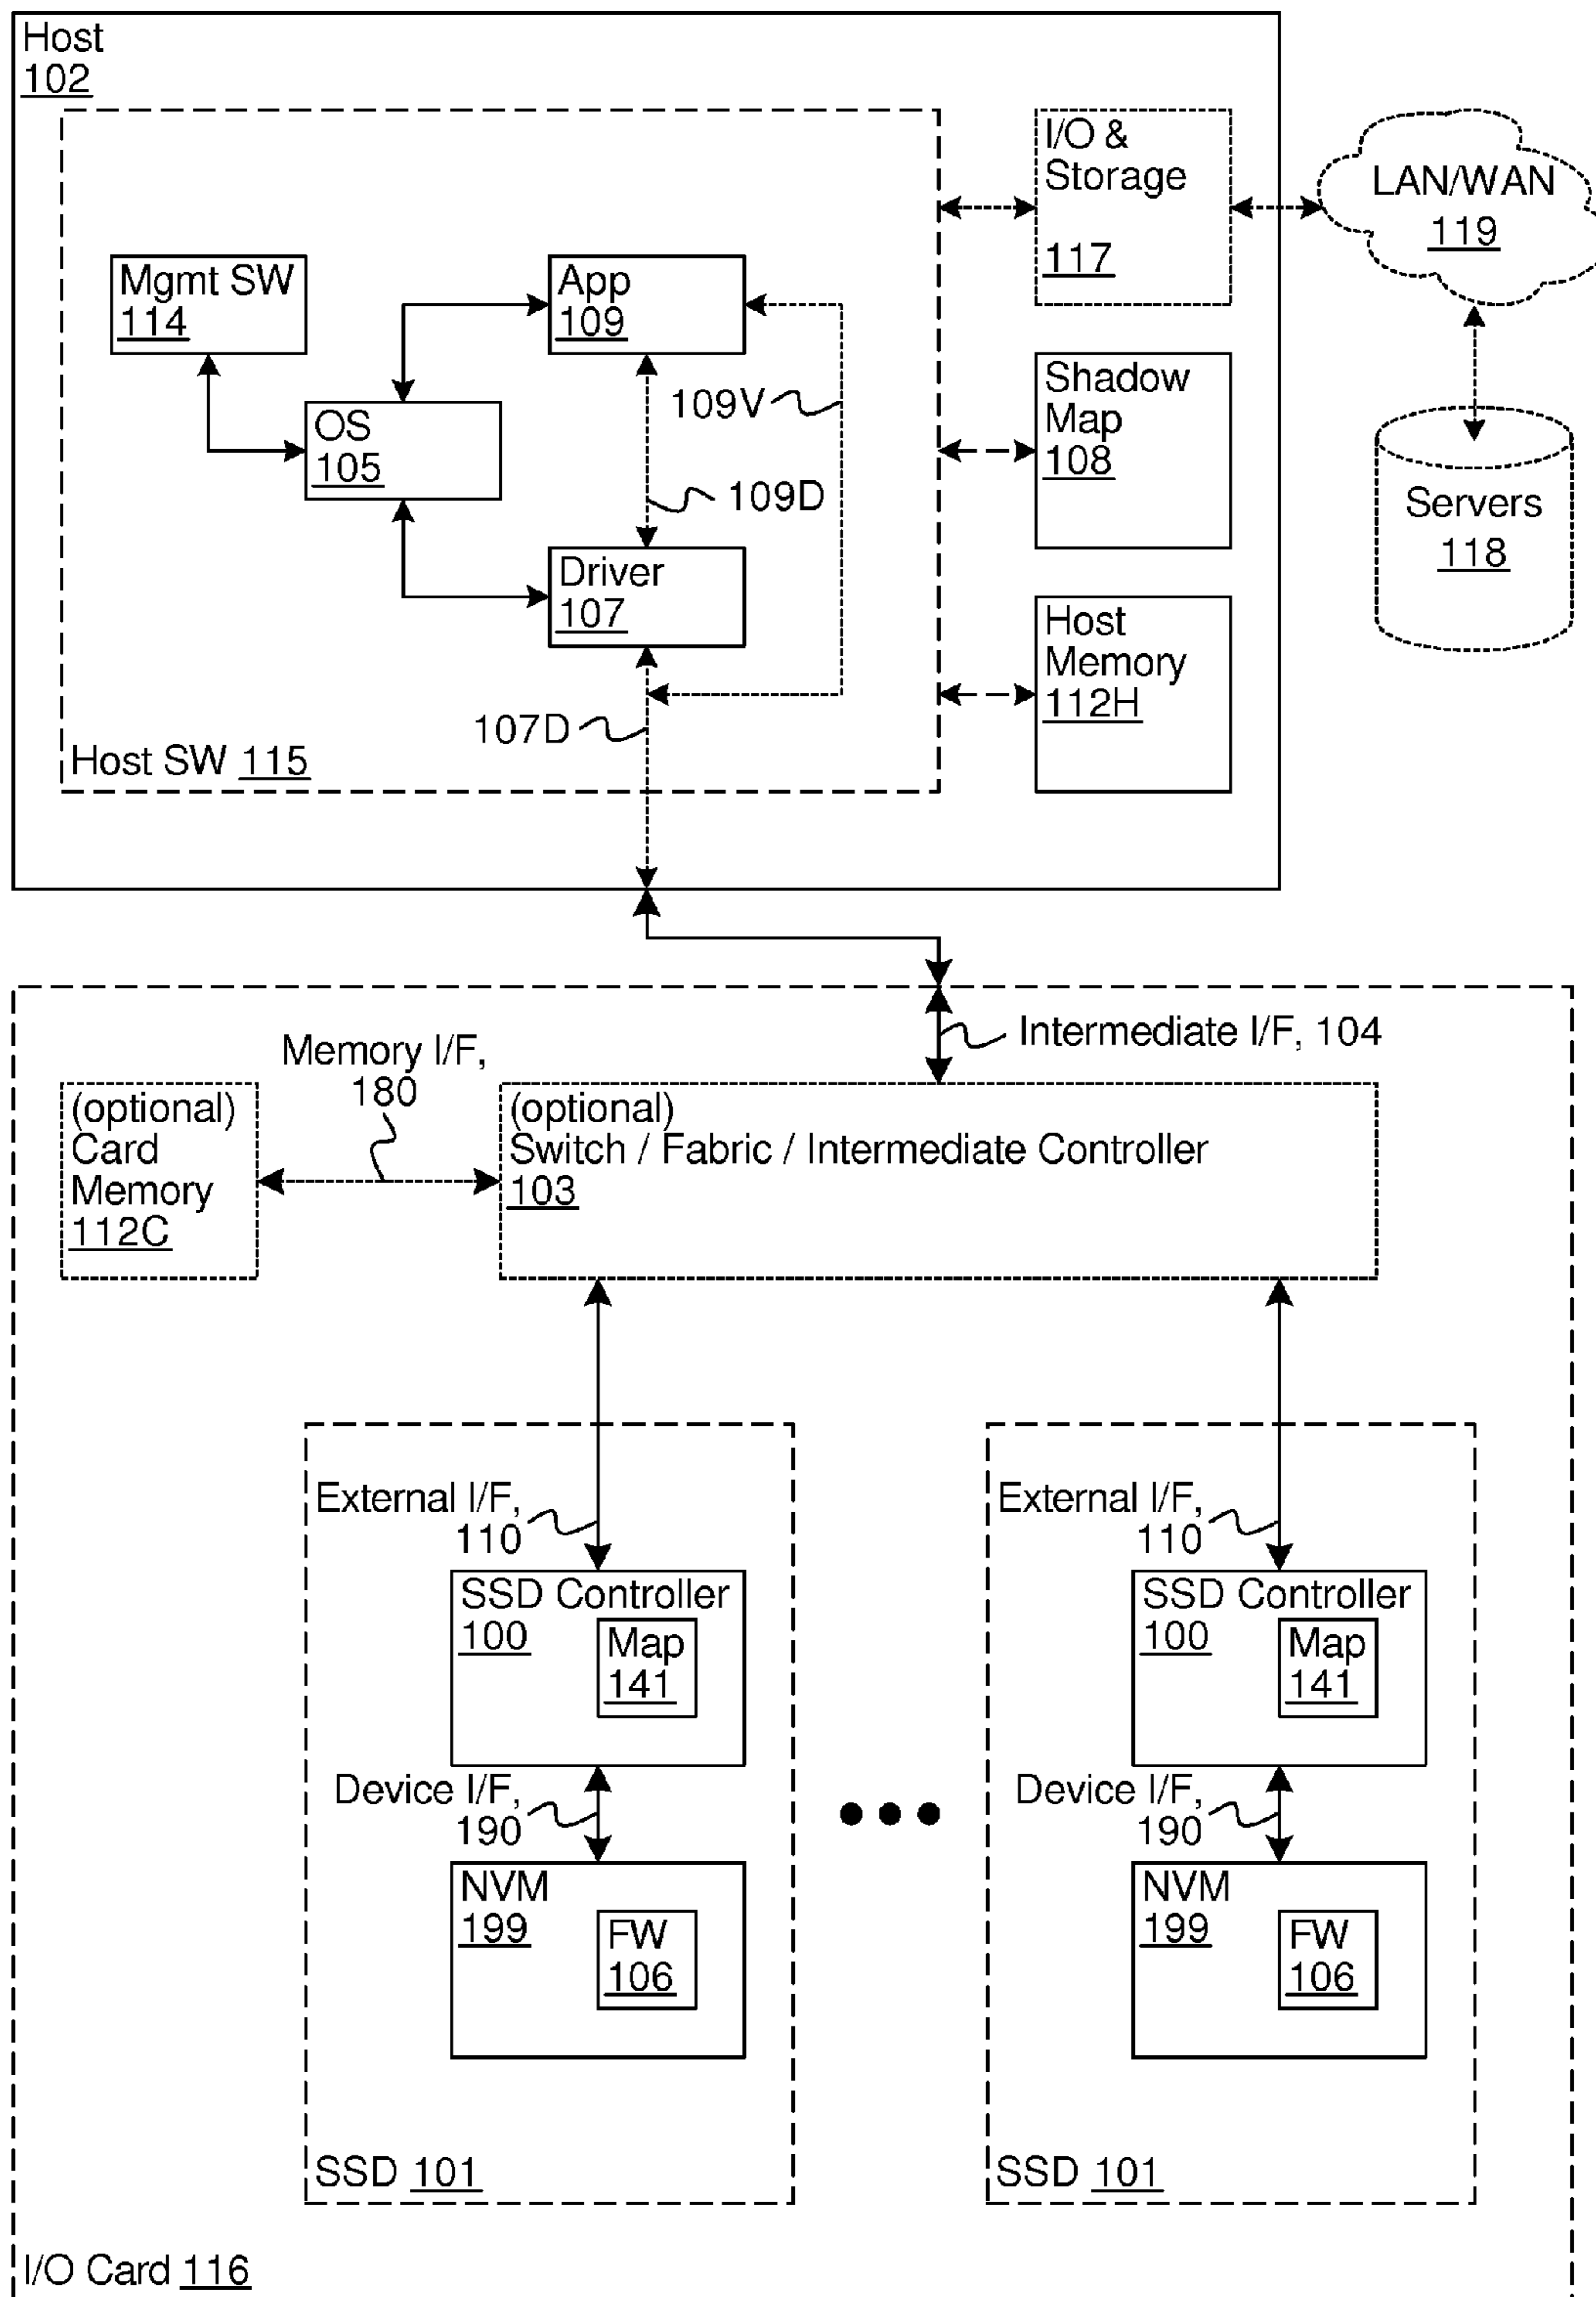 Host
102
I/O &
Storage
117
LAN/WAN
119
Mgmt SW
114
App
109
109V
Shadow
Map
108
OS
105
109D
Servers
118
Driver
107
Host
Memory
112H
107D
Host SW 115
Intermediate I/F, 104
Memory I/F,
180
(optional)
Card
Memory
112C
(optional)
Switch / Fabric / Intermediate Controller
103
External I/F,
110
SSD Controller
100
Map
141
Device I/F,
190
NVM
199
FW
106
SSD 101
External I/F,
110
SSD Controller
100
Map
141
Device I/F,
190
NVM
199
FW
106
SSD 101
I/O Card 116